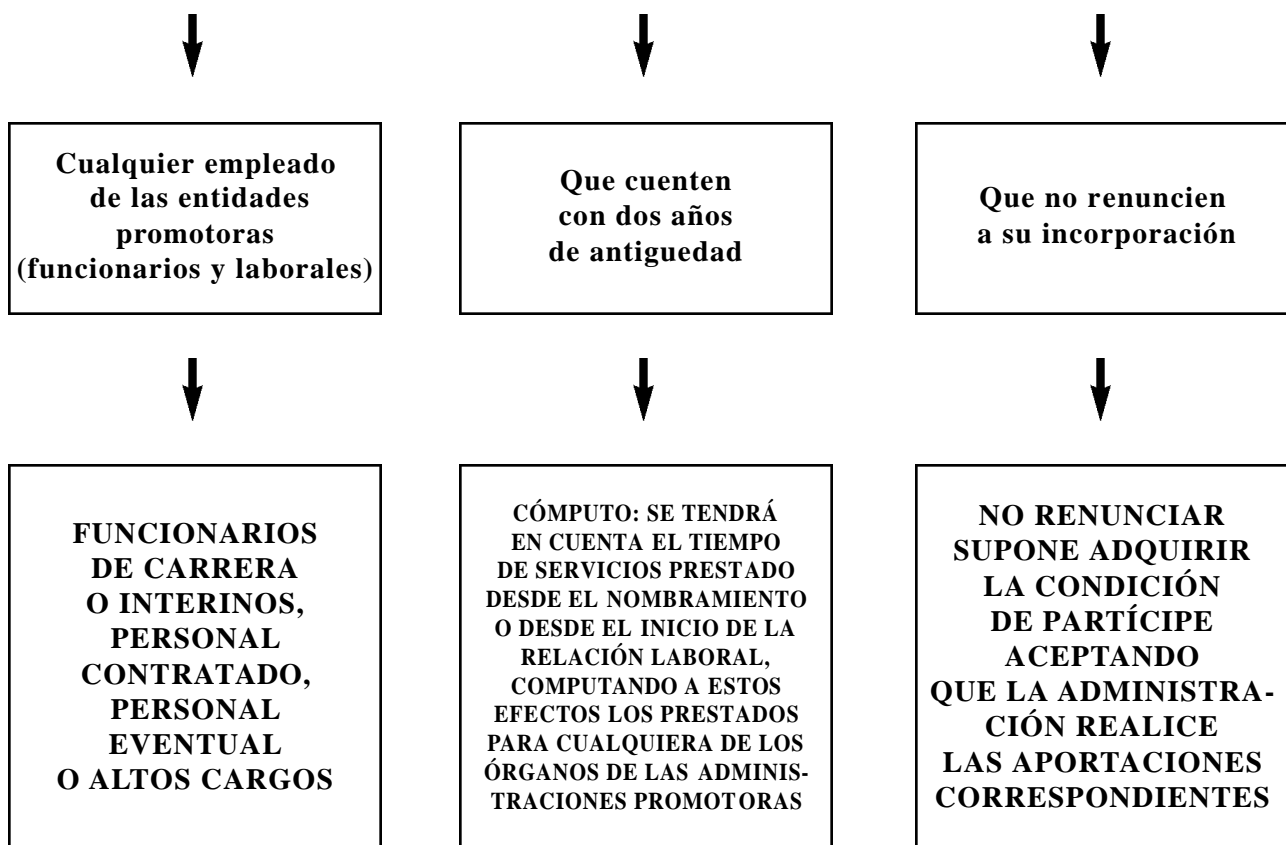 Cualquier empleado
de las entidades
promotoras
(funcionarios y laborales)
Que cuenten
con dos años
de antiguedad
Que no renuncien
a su incorporación
FUNCIONARIOS
DE CARRERA
O INTERINOS,
PERSONAL
CONTRATADO,
PERSONAL
EVENTUAL
O ALTOS CARGOS
CÓMPUTO: SE TENDRÁ
EN CUENTA EL TIEMPO
DE SERVICIOS PRESTADO
DESDE EL NOMBRAMIENTO
O DESDE EL INICIO DE LA
RELACIÓN LABORAL,
COMPUTANDO A ESTOS
EFECTOS LOS PRESTADOS
PARA CUALQUIERA DE LOS
ÓRGANOS DE LAS ADMINIS-
TRACIONES PROMOTORAS
NO RENUNCIAR
SUPONE ADQUIRIR
LA CONDICIÓN
DE PARTÍCIPE
ACEPTANDO
QUE LA ADMINISTRA-
CIÓN REALICE
LAS APORTACIONES
CORRESPONDIENTES